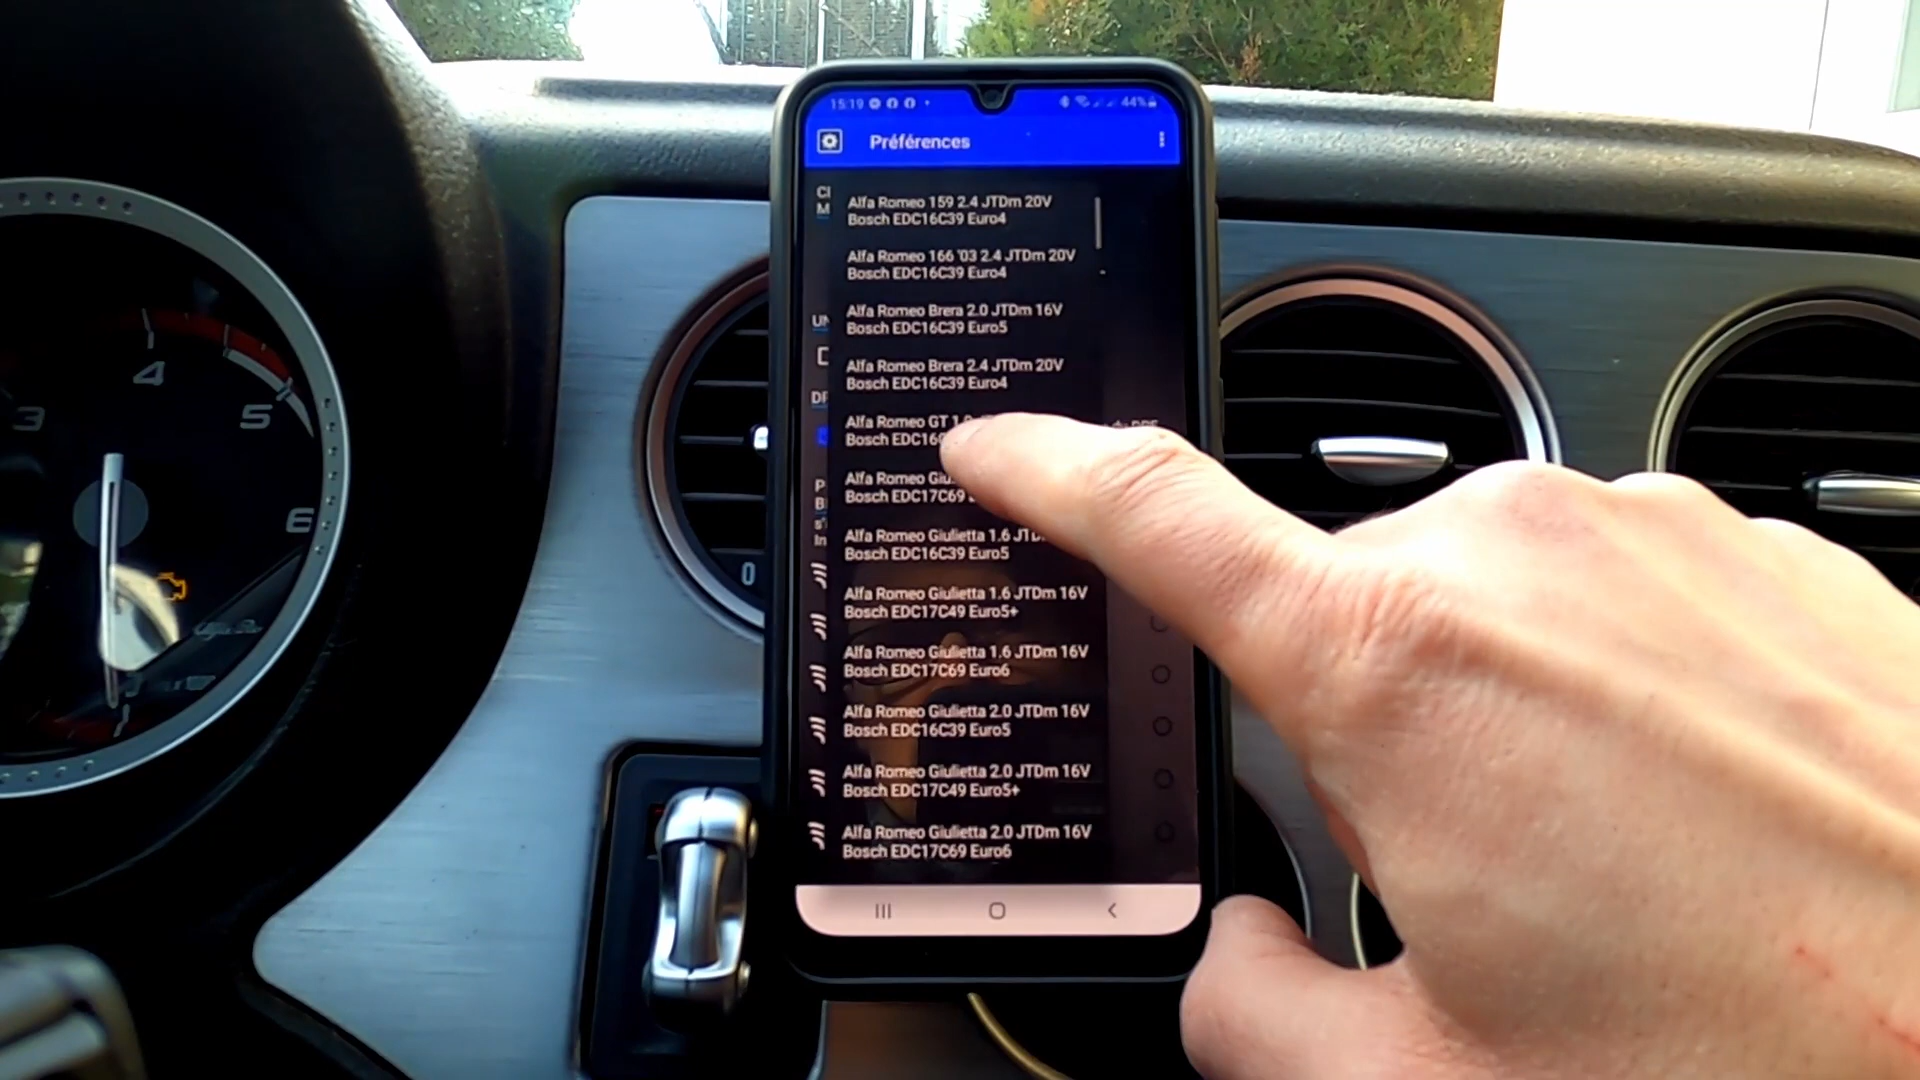 15:19
44%
Préférences
CI
M
Alfa Romeo 159 2.4 JTDm 20V
Bosch EDC16C39 Euro4
Alfa Romeo 166 '03 2.4 JTDm 20V
Bosch EDC16C39 Euro4
UN
Alfa Romeo Brera 2.0 JTDm 16V
Bosch EDC16C39 Euro5
Alfa Romeo Brera 2.4 JTDm 20V
Bosch EDC16C39 Euro4
Alfa Romeo GT
Bosch
Alfa Romeo
Bosch EDC17C69
Alfa Romeo Giulietta 1.6
Bosch EDC16C39 Euro5
Alfa Romeo Giulietta 1.6 JTDm 16V
Bosch EDC17C49 Euro5+
Alfa Romeo Giulietta 1.6 JTDm 16V
Bosch EDC17C69 Euro6
Alfa Romeo Giulietta 2.0 JTDm 16V
Bosch EDC16C39 Euro5
Alfa Romeo Giulietta 2.0 JTDm 16V
Bosch EDC17C49 Euro5+
Alfa Romeo Giulietta 2.0 JTDm 16V
Bosch EDC17C69 Euro6
3
4
5
6
0